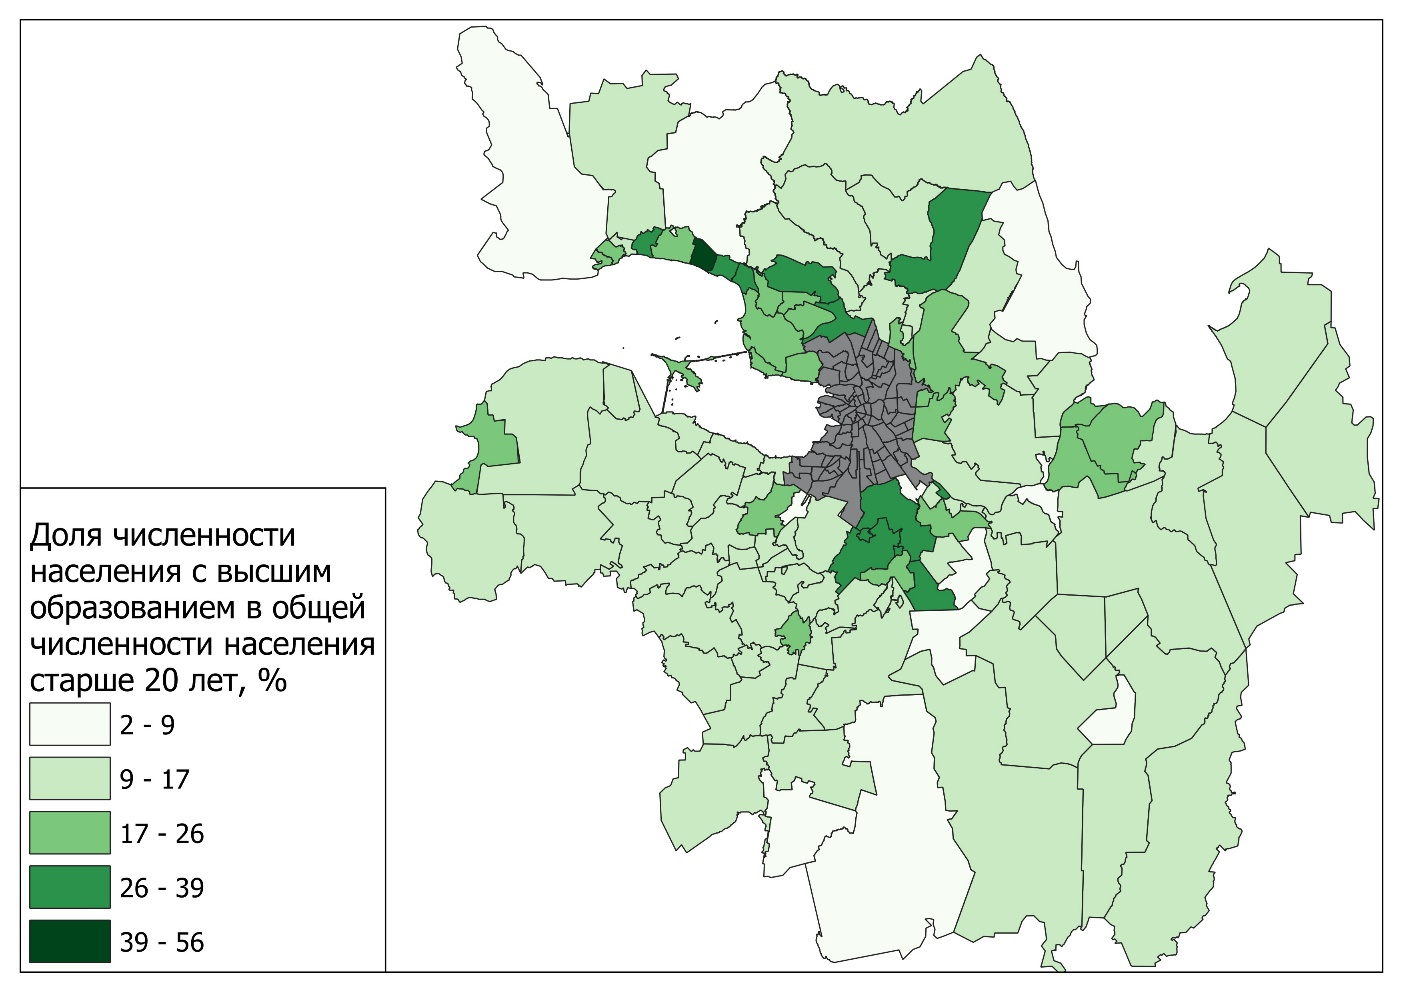 Доля численности
населения с высшим
образованием в общей
численности населения
старше 20 лет, %
2 - 9
9 - 17
17 - 26
26 - 39
39 - 56